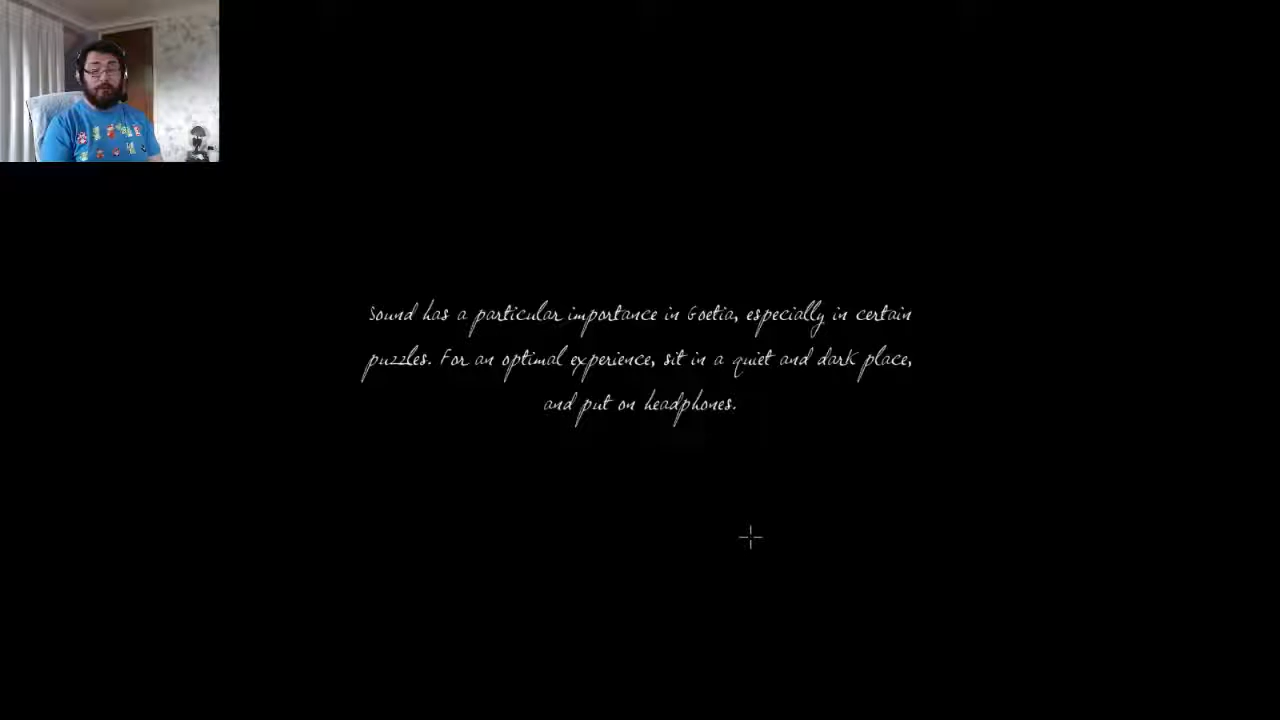 Sound has a particular importance in Goetia, especially in certain
puzzles. For an optimal experience, sit in a quiet and dark place,
and put on headphones.